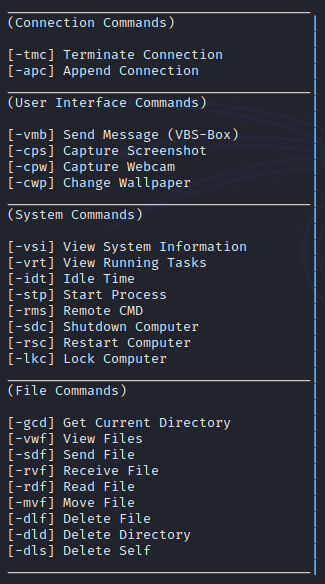 (Connection Commands)
[-tmc] Terminate Connection
[-apc] Append Connection
(User Interface Commands)
[-vmb] Send Message (VBS-Box)
[-cps] Capture Screenshot
[-cpw] Capture Webcam
[-cwp] Change Wallpaper
(System Commands)
[-vsi] View System Information
[-vrt] View Running Tasks
[-idt] Idle Time
[-stp] Start Process
[-rms] Remote CMD
[-sdc] Shutdown Computer
[-rsc] Restart Computer
[-lkc] Lock Computer
(File Commands)
[-gcd] Get Current Directory
[-vwf] View Files
[-sdf] Send File
[-rvf] Receive File
[-rdf] Read File
[-mvf] Move File
[-dlf] Delete File
[-dld] Delete Directory
[-dls] Delete Self